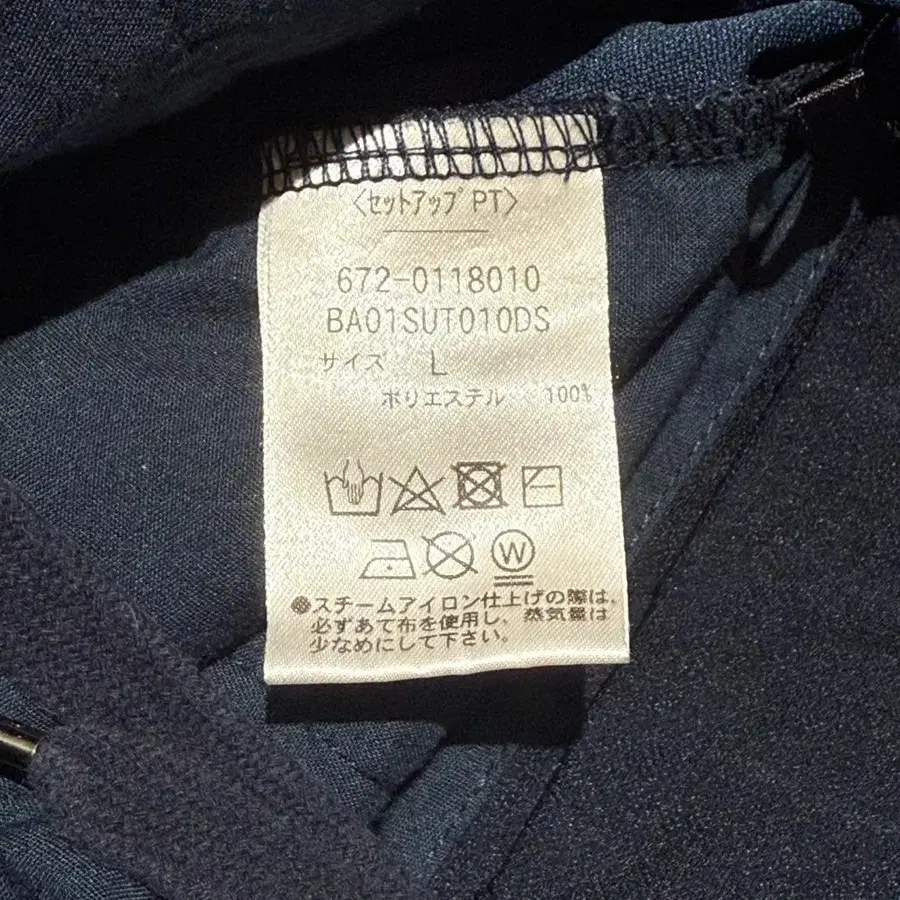 〈セットアップ PT〉
672-0118010
BA01SUT010DS
サイズ L
ポリエステル 100%
W
●スチームアイロン仕上げの際は、
必ずあて布を使用し、蒸気量は
少なめにして下さい。